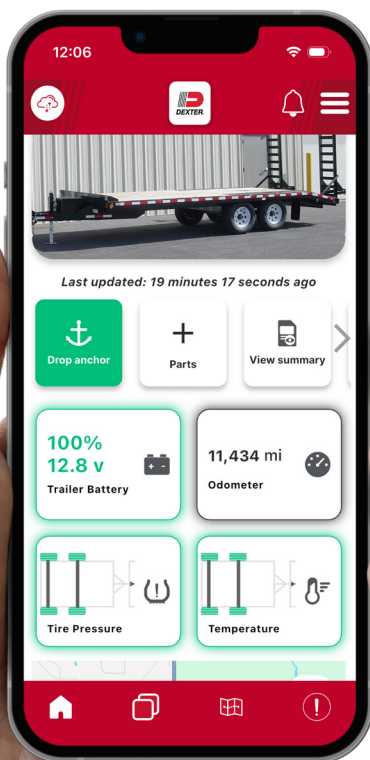 12:06
DEXTER
Last updated: 19 minutes 17 seconds ago
Drop anchor
Parts
View summary
100%
12.8 v
Trailer Battery
11,434 mi
Odometer
Tire Pressure
Temperature